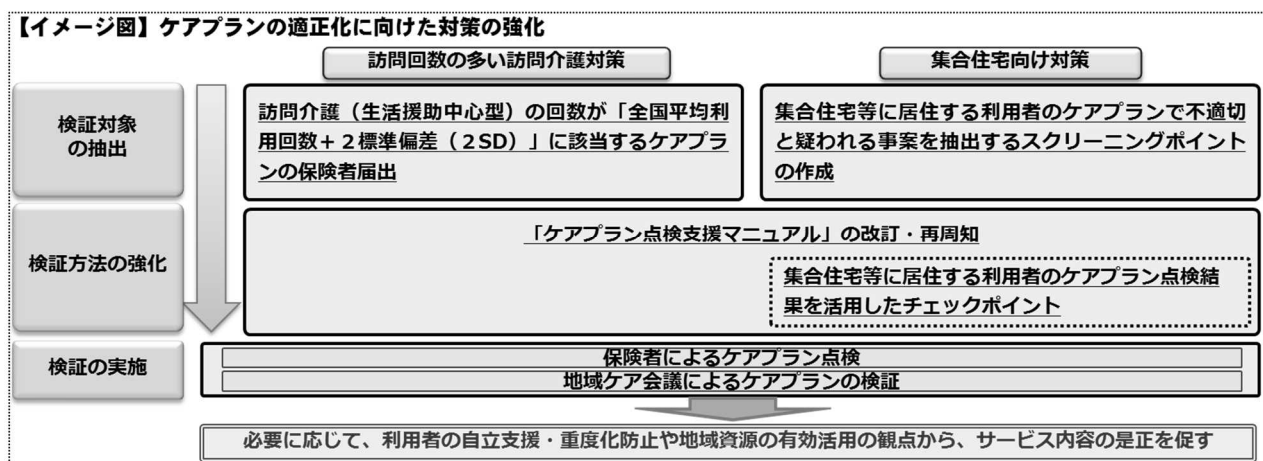 【イメージ図】ケアプランの適正化に向けた対策の強化
訪問回数の多い訪問介護対策
集合住宅向け対策
検証対象
の抽出
訪問介護（生活援助中心型）の回数が「全国平均利
用回数＋２標準偏差（２SD）」に該当するケアプラ
ンの保険者届出
集合住宅等に居住する利用者のケアプランで不適切
と疑われる事案を抽出するスクリーニングポイント
の作成
検証方法の強化
「ケアプラン点検支援マニュアル」の改訂・再周知
集合住宅等に居住する利用者のケアプラン点検結
果を活用したチェックポイント
検証の実施
保険者によるケアプラン点検
地域ケア会議によるケアプランの検証
必要に応じて、利用者の自立支援・重度化防止や地域資源の有効活用の観点から、サービス内容の是正を促す